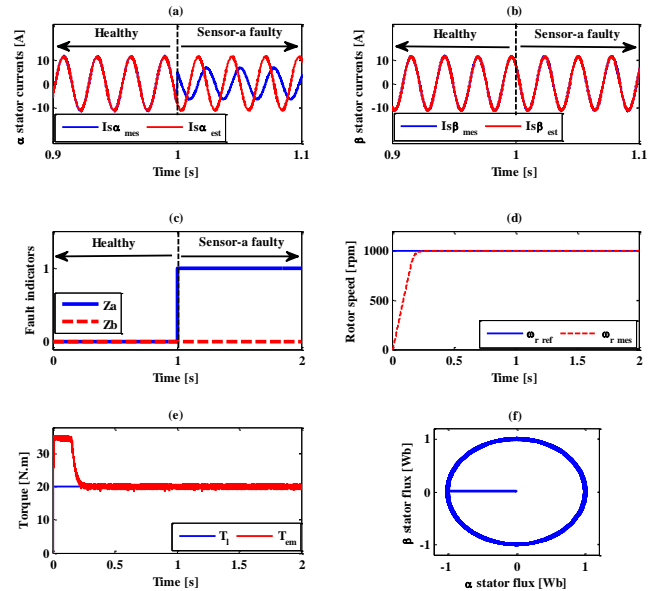 (a)
α stator currents [A]
Healthy
Sensor-a faulty
10
0
-10
Isα mes
Isα est
0.9
1
1.1
Time [s]
(b)
β stator currents [A]
Healthy
Sensor-a faulty
10
0
-10
Isβ mes
Isβ est
0.9
1
1.1
Time [s]
(c)
Fault indicators
Healthy
Sensor-a faulty
1
0
Za
Zb
0
1
2
Time [s]
(d)
Rotor speed [rpm]
1000
500
0
ω r ref
ω r mes
0
0.5
1
1.5
2
Time [s]
(e)
Torque [N.m]
30
20
10
0
T l
T em
0
0.5
1
1.5
2
Time [s]
(f)
β stator flux [Wb]
1
0
-1
-1
0
1
α stator flux [Wb]